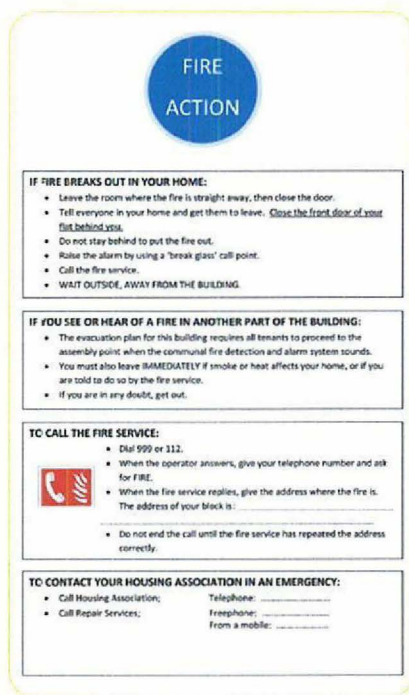 FIRE
ACTION
IF FIRE BREAKS OUT IN YOUR HOME:
• Leave the room where the fire is straight away, then close the door.
• Tell everyone in your home and get them to leave. Close the front door of your
flat behind you.
• Do not stay behind to put the fire out.
• Raise the alarm by using a 'break glass' call point.
• Call the fire service.
• WAIT OUTSIDE, AWAY FROM THE BUILDING.
IF YOU SEE OR HEAR OF A FIRE IN ANOTHER PART OF THE BUILDING:
• The evacuation plan for this building requires all tenants to proceed to the
assembly point when the communal fire detection and alarm system sounds.
• You must also leave IMMEDIATELY if smoke or heat affects your home, or if you
are told to do so by the fire service.
• If you are in any doubt, get out.
TO CALL THE FIRE SERVICE:
• Dial 999 or 112.
• When the operator answers, give your telephone number and ask
for FIRE.
• When the fire service replies, give the address where the fire is.
The address of your block is:
• Do not end the call until the fire service has repeated the address
correctly.
TO CONTACT YOUR HOUSING ASSOCIATION IN AN EMERGENCY:
• Call Housing Association; Telephone:
• Call Repair Services; Freephone:
From a mobile: